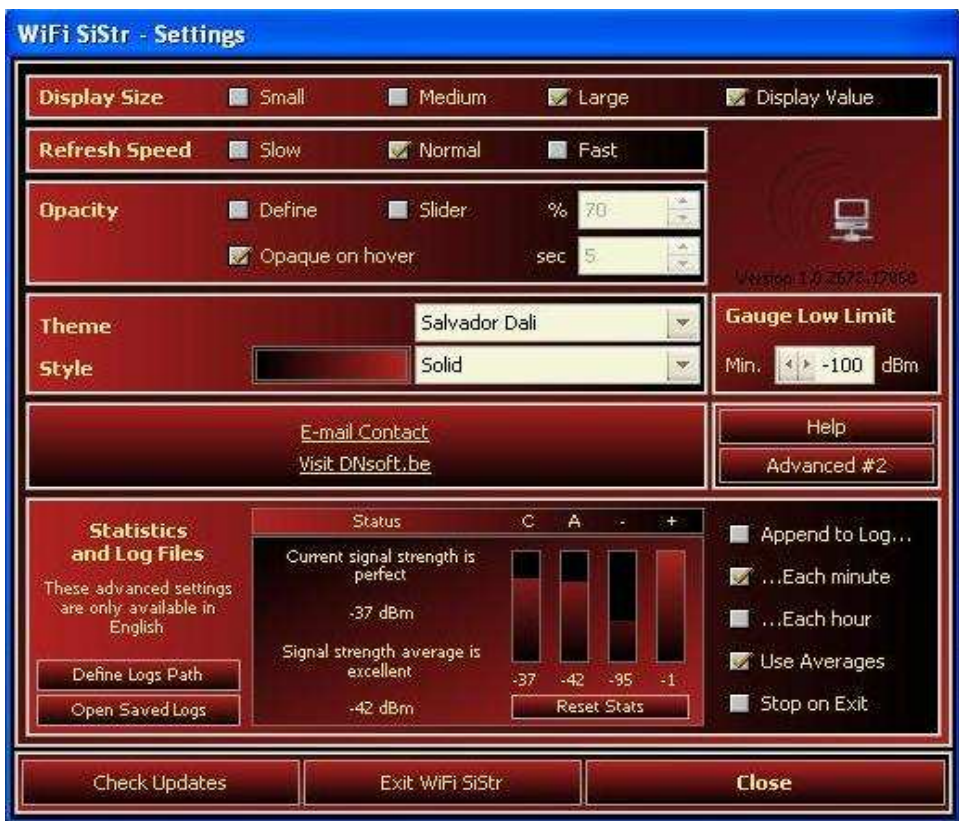 WiFi SiStr - Settings
Display Size Small Medium Large Display Value
Refresh Speed Slow Normal Fast
Opacity Define Slider % 70
Opaque on hover sec 5
Version
Theme Salvador Dali
Style Solid
Gauge Low Limit
Min. -100 dBm
E-mail Contact
Visit DNsoft.be
Help
Advanced #2
Statistics
and Log Files
These advanced settings
are only available in
English
Define Logs Path
Open Saved Logs
Status C A - +
Current signal strength is
perfect
-37 dBm
Signal strength average is
excellent
-42 dBm
-37 -42 -95 -1
Reset Stats
Append to Log...
...Each minute
...Each hour
Use Averages
Stop on Exit
Check Updates Exit WiFi SiStr Close